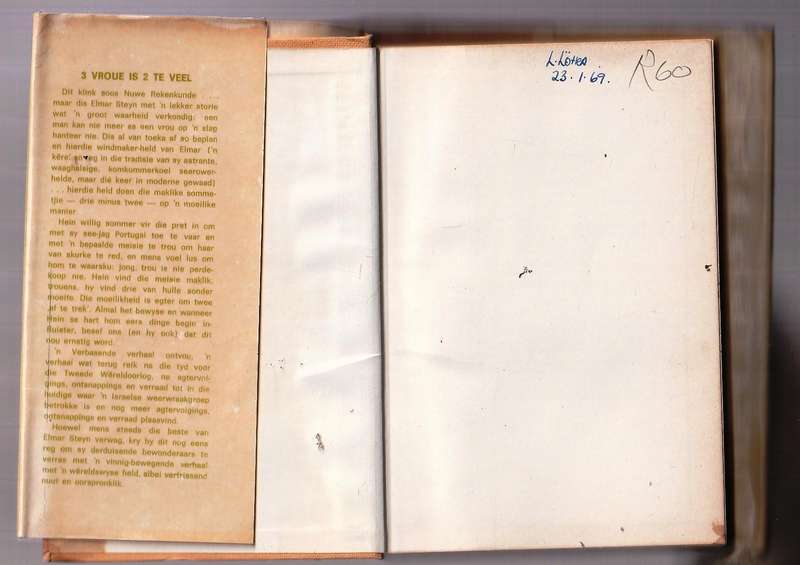 3 VROUE IS 2 TE VEEL
Dit klink soos Nuwe Rekenkunde ....
maar dis Elmar Steyn met 'n lekker storie
wat 'n groot waarheid verkondig: een
man kan nie meer as een vrou op 'n slag
hanteer nie. Dis al van toeka af so beplan
en hierdie windmaker-held van Elmar ('n
kêrel in die tradisie van sy astrante,
waaghalsige, komkommerkoel seerower-
helde, maar dié keer in moderne gewaad)
... hierdie held doen die maklike somme-
tjie — drie minus twee — op 'n moeilike
manier.
Hein willig sommer vir die pret in om
met sy see-jag Portugal toe te vaar en
met 'n bepaalde meisie te trou om haar
van skurke te red, en mens voel lus om
hom te waarsku: jong, trou is nie perde-
koop nie. Hein vind die meisie maklik,
trouens, hy vind drie van hulle sonder
moeite. Die moeilikheid is egter om twee
'af te trek'. Almal het bewyse en wanneer
Hein se hart hom eers dinge begin in-
fluister, besef ons (en hy ook) dat dit
nou ernstig word.
'n Verbasende verhaal ontvou, 'n
verhaal wat terug reik na die tyd voor
die Tweede Wêreldoorlog, na agtervol-
gings, ontsnappings en verraad tot in die
huidige waar 'n Israelse weerwraakgroep
betrokke is en nog meer agtervolgings,
ontsnappings en verraad plaasvind.
Hoewel mens steeds die beste van
Elmar Steyn verwag, kry hy dit nog eens
reg om sy derduisende bewonderaars te
verras met 'n vinnig-bewegende verhaal
met 'n wêreldwyse held, albei verfrissend
nuut en oorspronklik.
L. Lötter.
23.1.69.
R60